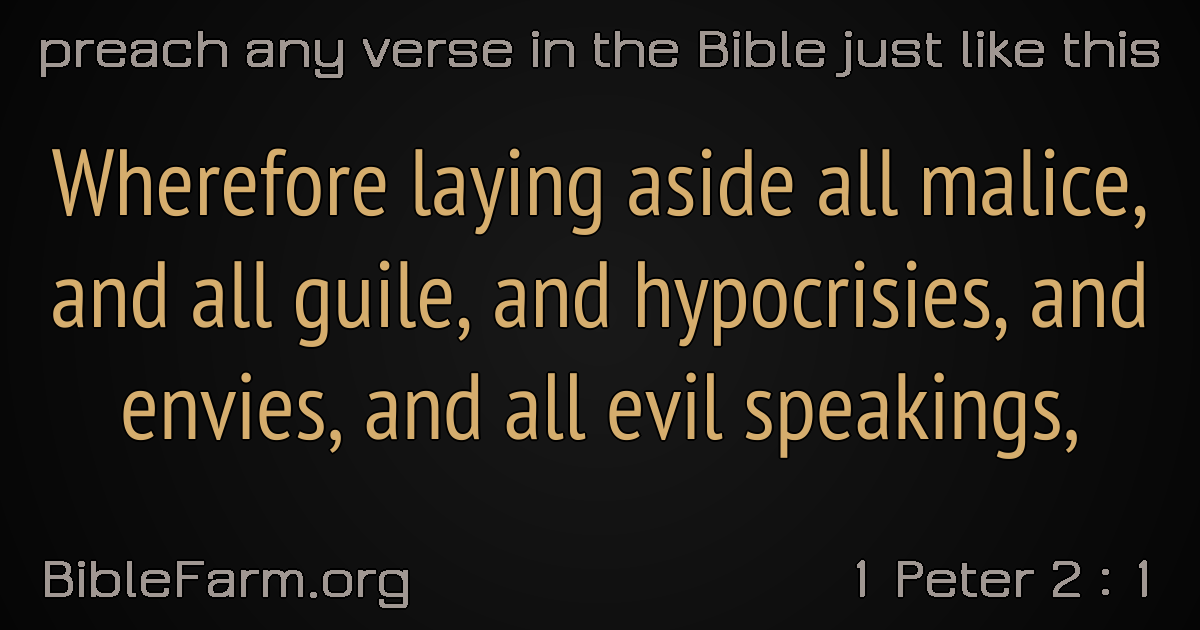 preach any verse in the Bible just like this
Wherefore laying aside all malice,
and all guile, and hypocrisies, and
envies, and all evil speakings,
BibleFarm.org
1 Peter 2 : 1